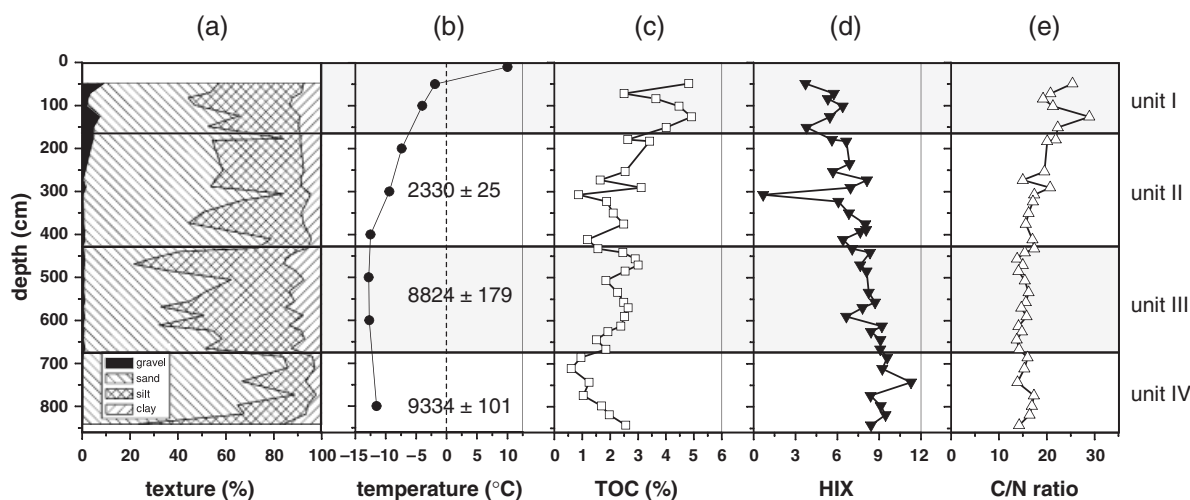 (a) (b) (c) (d) (e)
0
100
200
300
400
500
600
700
800
depth (cm)
gravel
sand
silt
clay
2330 ± 25
8824 ± 179
9334 ± 101
unit I
unit II
unit III
unit IV
0 20 40 60 80 100 −15 −10 −5 0 5 10 0 1 2 3 4 5 6 0 3 6 9 12 0 10 20 30
texture (%) temperature (°C) TOC (%) HIX C/N ratio